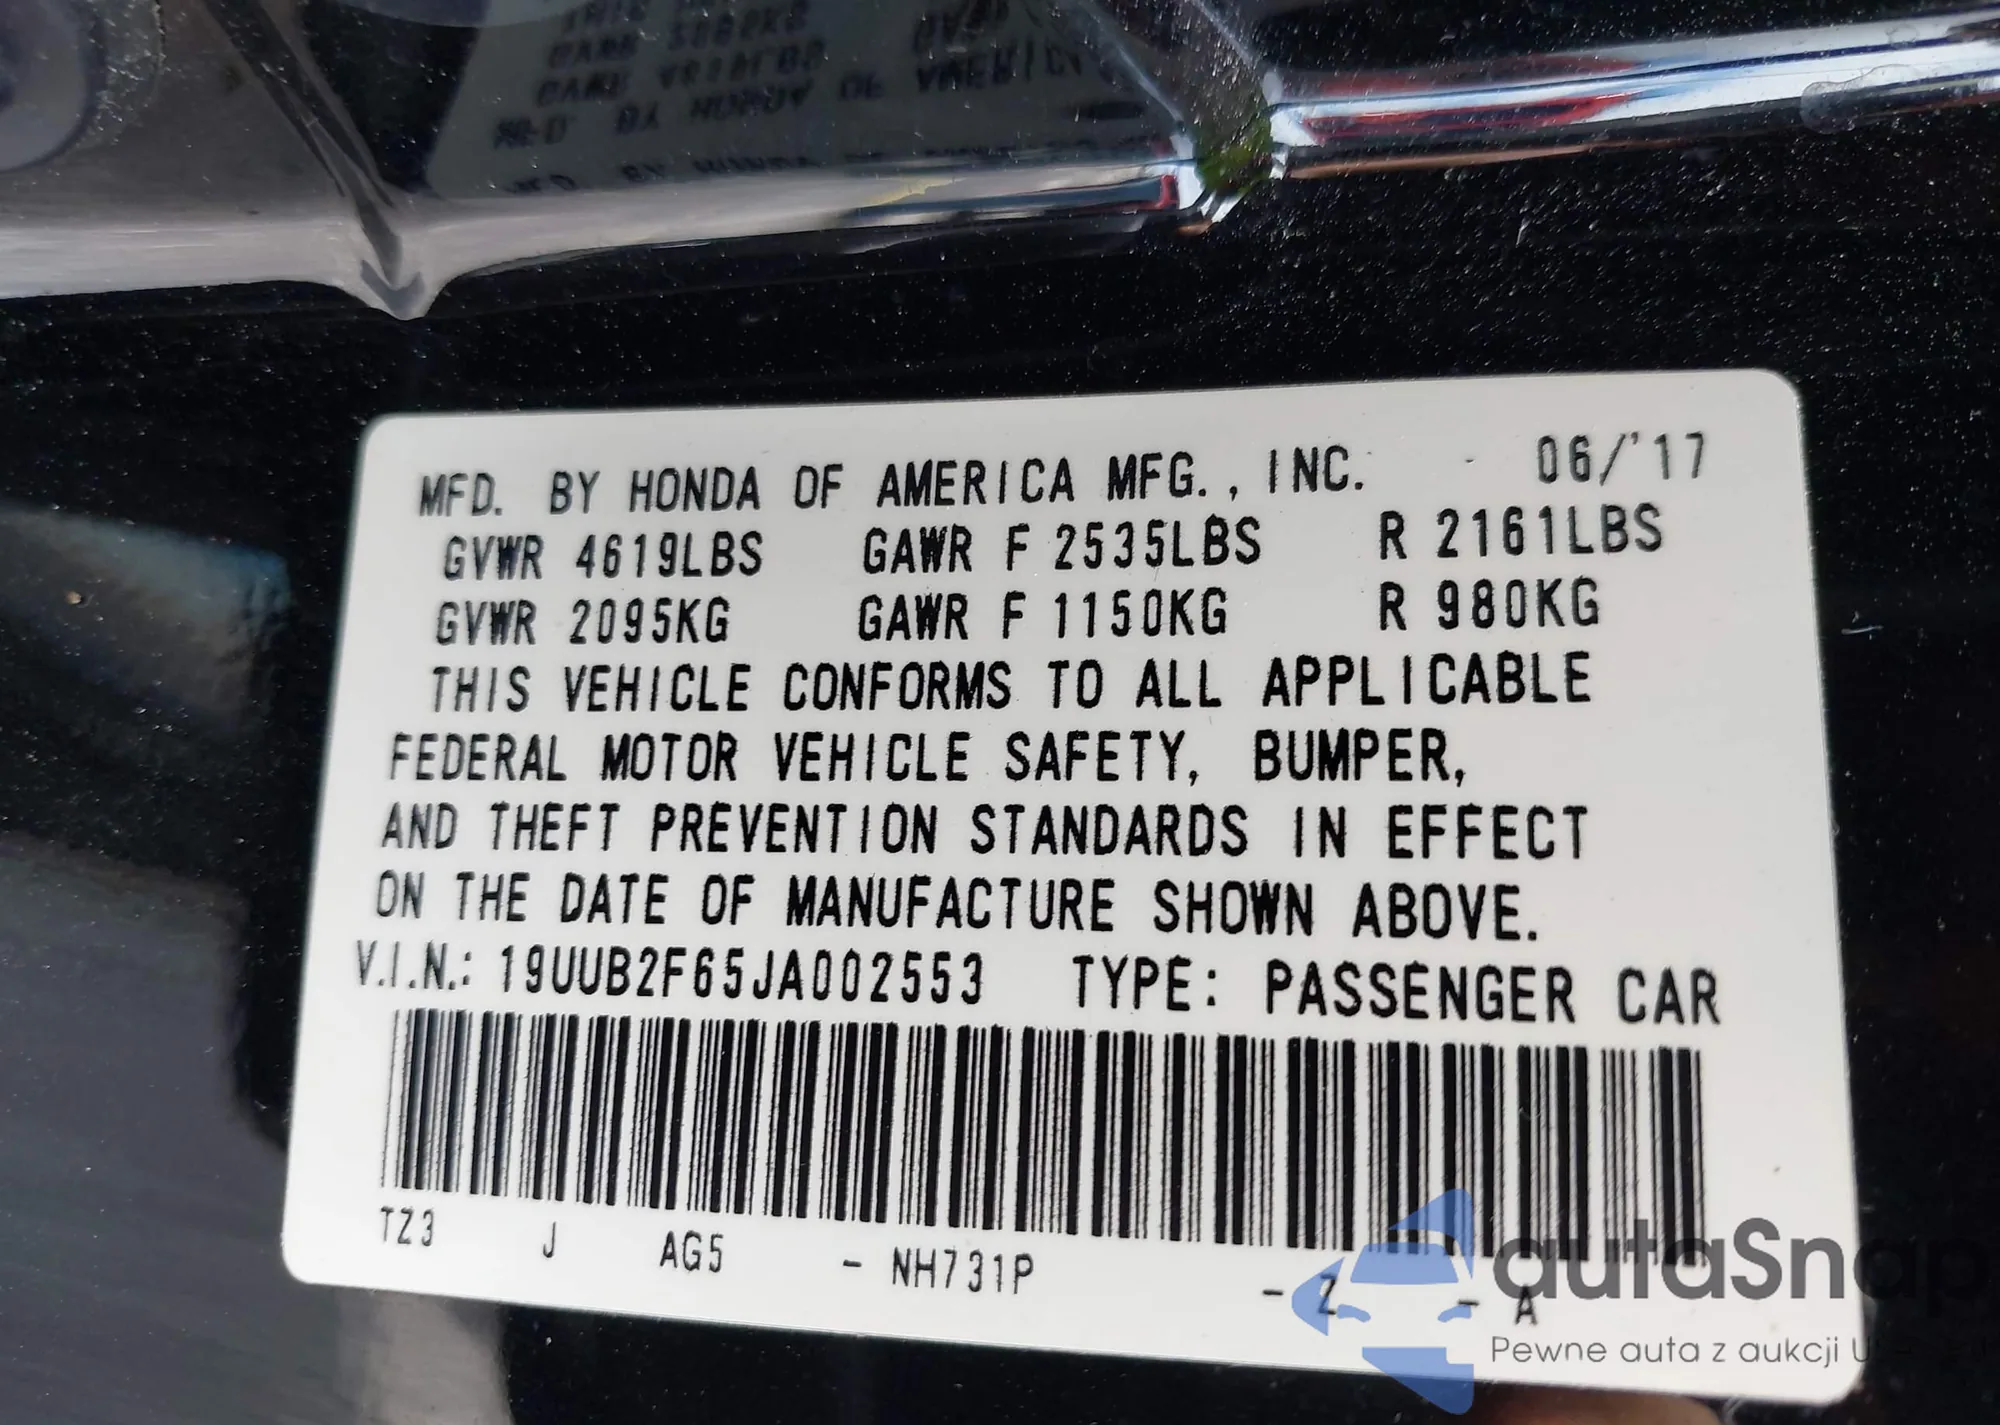 MFD. BY HONDA OF AMERICA MFG., INC. 06/'17
GVWR 4619LBS GAWR F 2535LBS R 2161LBS
GVWR 2095KG GAWR F 1150KG R 980KG
THIS VEHICLE CONFORMS TO ALL APPLICABLE
FEDERAL MOTOR VEHICLE SAFETY, BUMPER,
AND THEFT PREVENTION STANDARDS IN EFFECT
ON THE DATE OF MANUFACTURE SHOWN ABOVE.
V.I.N.: 19UUB2F65JA002553 TYPE: PASSENGER CAR
TZ3 J AG5 - NH731P - Z - A
autaSnap
Pewne auta z aukcji